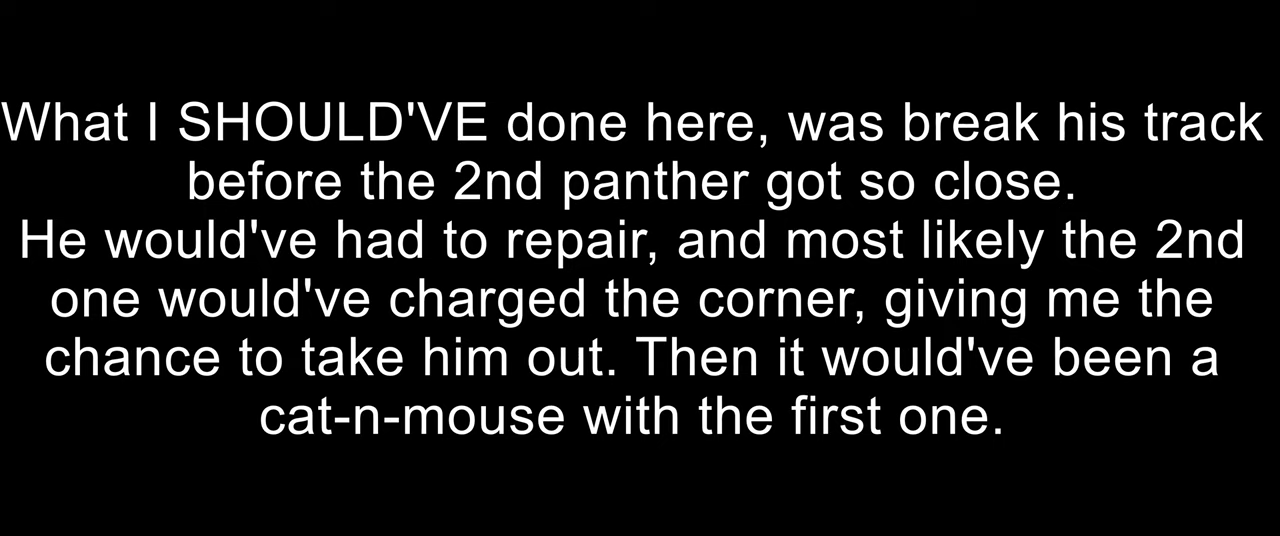 What I SHOULD'VE done here, was break his track
before the 2nd panther got so close.
He would've had to repair, and most likely the 2nd
one would've charged the corner, giving me the
chance to take him out. Then it would've been a
cat-n-mouse with the first one.